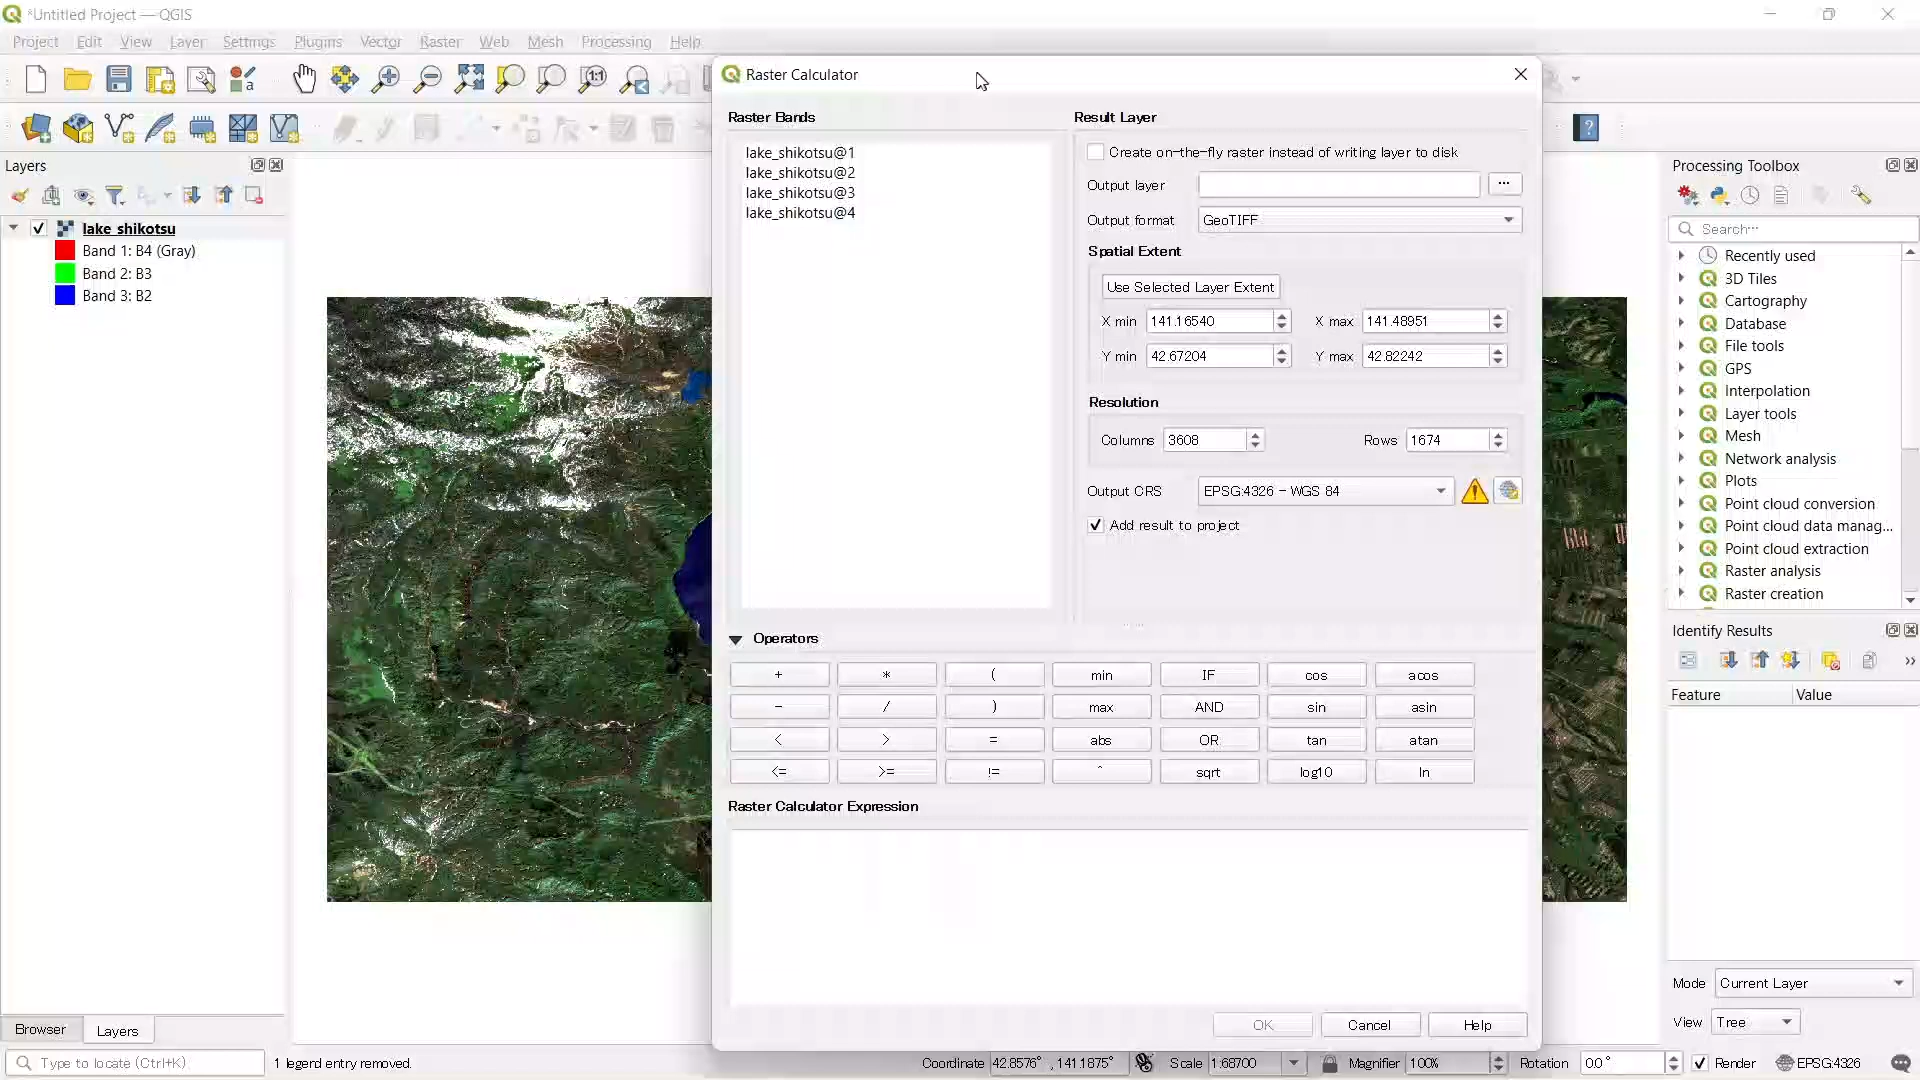 *Untitled Project — QGIS
Project Edit View Layer Settings Plugins Vector Raster Web Mesh Processing Help
Layers
lake_shikotsu
Band 1: B4 (Gray)
Band 2: B3
Band 3: B2
Browser
Layers
Raster Calculator
Raster Bands
lake_shikotsu@1
lake_shikotsu@2
lake_shikotsu@3
lake_shikotsu@4
Result Layer
Create on-the-fly raster instead of writing layer to disk
Output layer
...
Output format GeoTIFF
Spatial Extent
Use Selected Layer Extent
X min 141.16540 X max 141.48951
Y min 42.67204 Y max 42.82242
Resolution
Columns 3608 Rows 1674
Output CRS EPSG:4326 - WGS 84
Add result to project
Operators
+ * ( min IF cos acos
- / ) max AND sin asin
< > = abs OR tan atan
<= >= != ^ sqrt log10 ln
Raster Calculator Expression
OK Cancel Help
Processing Toolbox
Search…
Recently used
3D Tiles
Cartography
Database
File tools
GPS
Interpolation
Layer tools
Mesh
Network analysis
Plots
Point cloud conversion
Point cloud data manag...
Point cloud extraction
Raster analysis
Raster creation
Identify Results
»
Feature Value
Mode Current Layer
View Tree
Type to locate (Ctrl+K) 1 legend entry removed. Coordinate 42.8576° , 141.1875° Scale 1:68700 Magnifier 100% Rotation 0.0 ° Render EPSG:4326